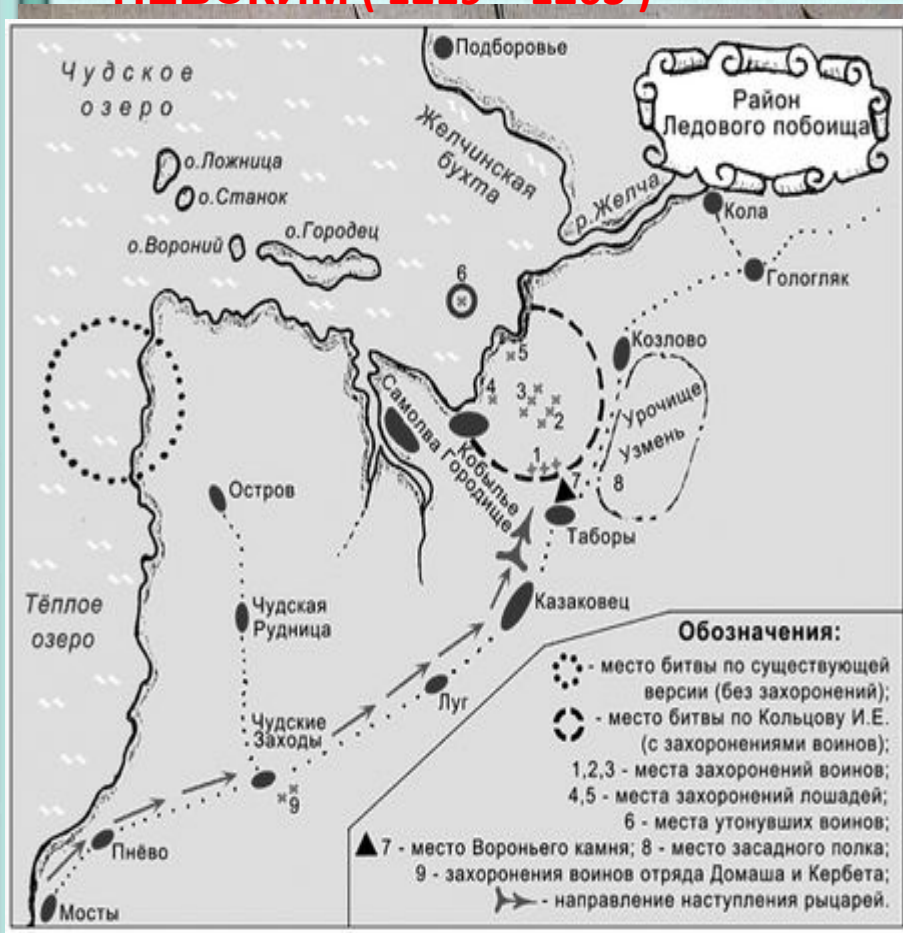 НЕВСКИЙ ( 1219 – 1263 )
Подборовье
Чудское
озеро
Район
Ледового побоища
Желчинская
бухта
о.Ложница
о.Станок
р.Желча
Кола
о.Вороний
о.Городец
Гологляк
6
Козлово
5
4
3
2
Урочище
Узмень
Самолва
Кобылье
Городище
1
7
8
Остров
Таборы
Тёплое
озеро
Чудская
Рудница
Казаковец
Луг
Чудские
Заходы
9
Пнёво
Мосты
Обозначения:
- место битвы по существующей
версии (без захоронений);
- место битвы по Кольцову И.Е.
(с захоронениями воинов);
1,2,3 - места захоронений воинов;
4,5 - места захоронений лошадей;
6 - места утонувших воинов;
7 - место Вороньего камня; 8 - место засадного полка;
9 - захоронения воинов отряда Домаша и Кербета;
- направление наступления рыцарей.